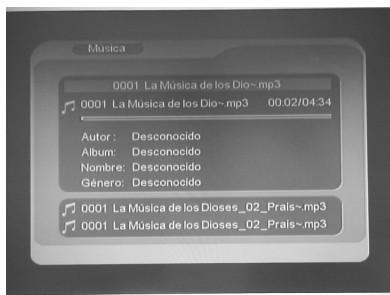 Música
0001 La Música de los Dio~.mp3
0001 La Música de los Dio~.mp3 00:02/04:34
Autor: Desconocido
Album: Desconocido
Nombre: Desconocido
Género: Desconocido
0001 La Música de los Dioses_02_Prais~.mp3
0001 La Música de los Dioses_02_Prais~.mp3